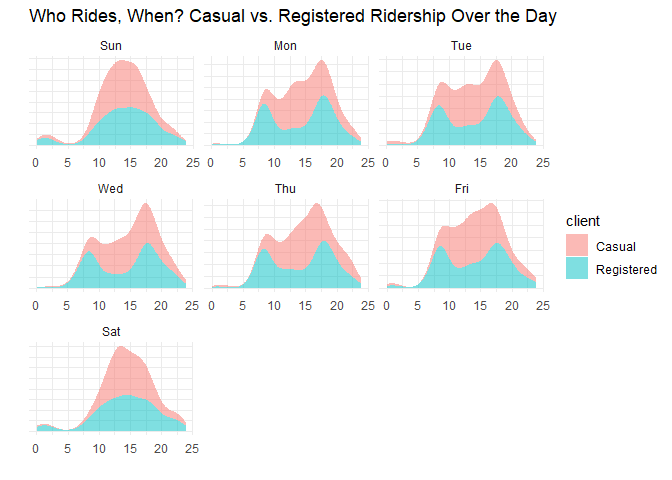 Who Rides, When? Casual vs. Registered Ridership Over the Day
Sun Mon Tue
0 5 10 15 20 25 0 5 10 15 20 25 0 5 10 15 20 25
Wed Thu Fri
client
Casual
Registered
0 5 10 15 20 25 0 5 10 15 20 25 0 5 10 15 20 25
Sat
0 5 10 15 20 25